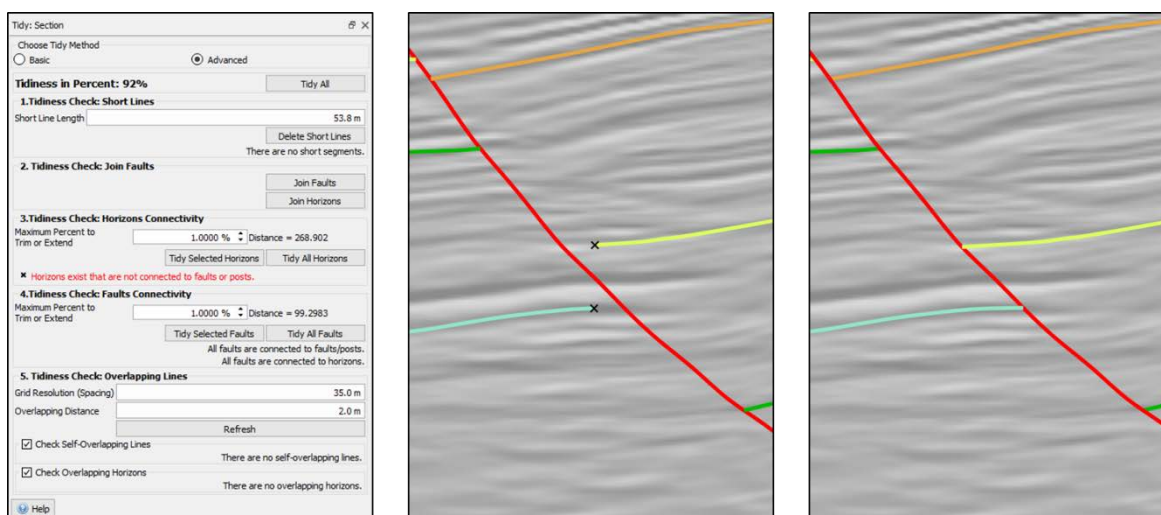 Tidy: Section
Choose Tidy Method
Basic
Advanced
Tidiness in Percent: 92%
Tidy All
1.Tidiness Check: Short Lines
Short Line Length
53.8 m
Delete Short Lines
There are no short segments.
2. Tidiness Check: Join Faults
Join Faults
Join Horizons
3.Tidiness Check: Horizons Connectivity
Maximum Percent to
Trim or Extend
1.0000 %
Distance = 268.902
Tidy Selected Horizons
Tidy All Horizons
Horizons exist that are not connected to faults or posts.
4.Tidiness Check: Faults Connectivity
Maximum Percent to
Trim or Extend
1.0000 %
Distance = 99.2983
Tidy Selected Faults
Tidy All Faults
All faults are connected to faults/posts.
All faults are connected to horizons.
5. Tidiness Check: Overlapping Lines
Grid Resolution (Spacing)
35.0 m
Overlapping Distance
2.0 m
Refresh
Check Self-Overlapping Lines
There are no self-overlapping lines.
Check Overlapping Horizons
There are no overlapping horizons.
Help